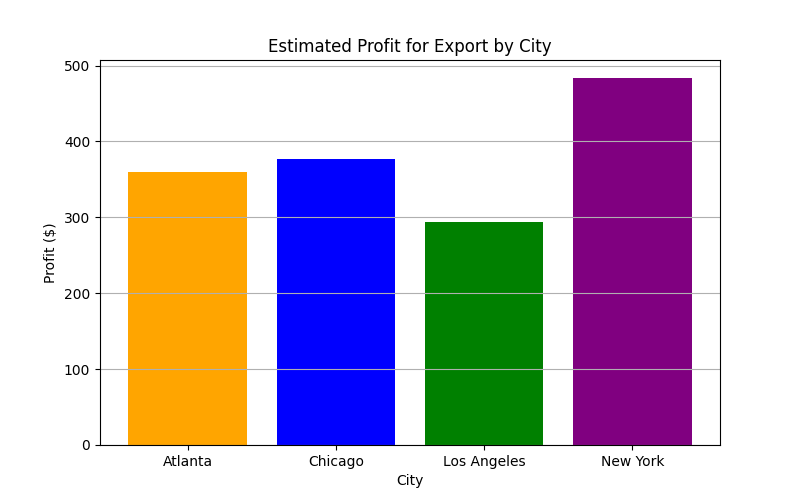 Estimated Profit for Export by City
500
400
300
200
100
0
Profit ($)
Atlanta
Chicago
Los Angeles
New York
City